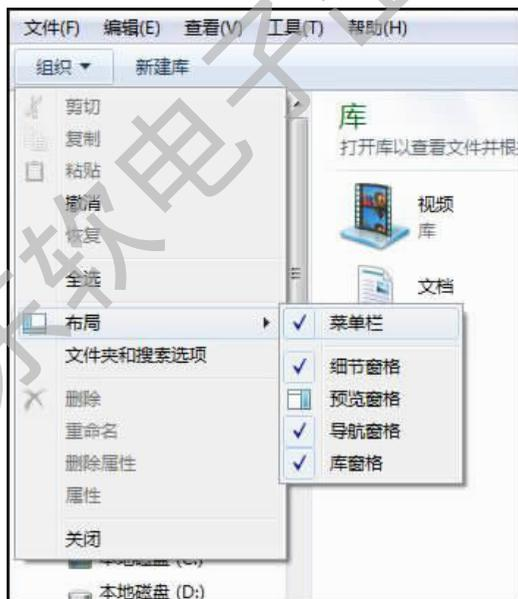 文件(F) 编辑(E) 查看(V) 工具(T) 帮助(H)
组织 新建库
剪切
复制
粘贴
撤消
恢复
全选
布局
文件夹和搜索选项
删除
重命名
删除属性
属性
关闭
库
打开库以查看文件并根
视频
库
文档
菜单栏
细节窗格
预览窗格
导航窗格
库窗格
本地磁盘 (C:)
本地磁盘 (D:)